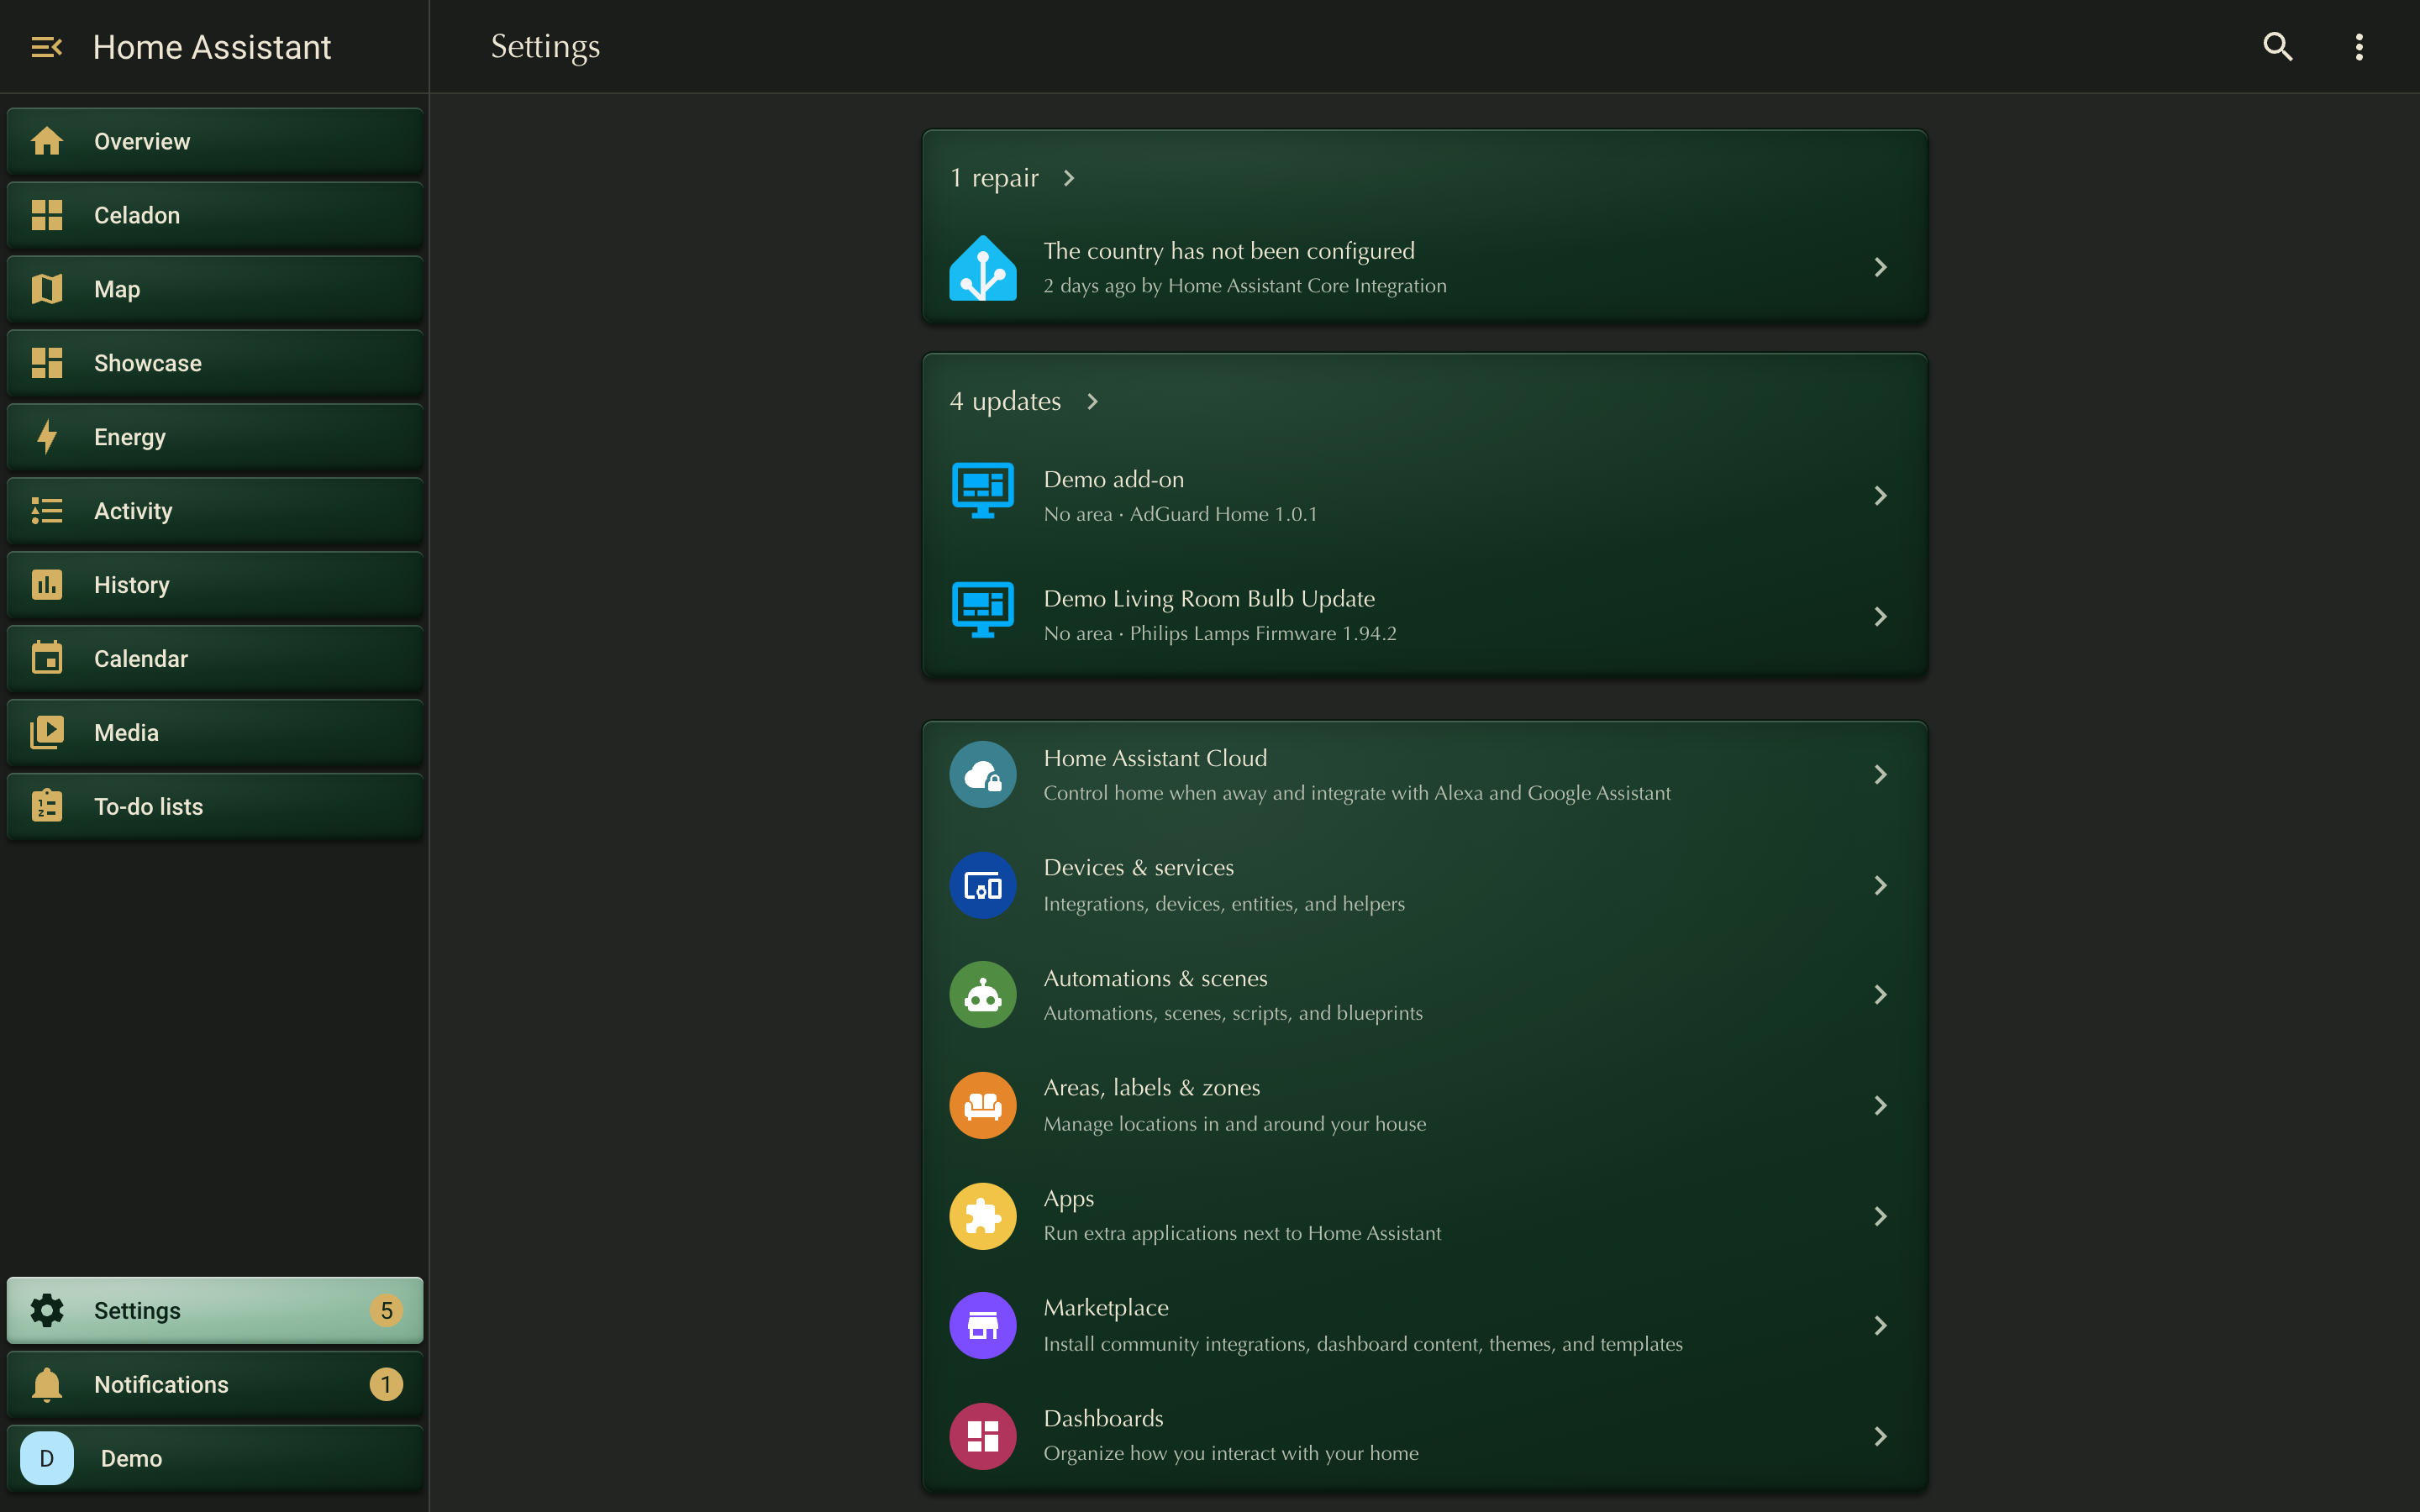 Home Assistant
Settings
Overview
Celadon
Map
Showcase
Energy
Activity
History
Calendar
Media
To-do lists
Settings 5
Notifications 1
D Demo
1 repair
The country has not been configured
2 days ago by Home Assistant Core Integration
4 updates
Demo add-on
No area · AdGuard Home 1.0.1
Demo Living Room Bulb Update
No area · Philips Lamps Firmware 1.94.2
Home Assistant Cloud
Control home when away and integrate with Alexa and Google Assistant
Devices & services
Integrations, devices, entities, and helpers
Automations & scenes
Automations, scenes, scripts, and blueprints
Areas, labels & zones
Manage locations in and around your house
Apps
Run extra applications next to Home Assistant
Marketplace
Install community integrations, dashboard content, themes, and templates
Dashboards
Organize how you interact with your home